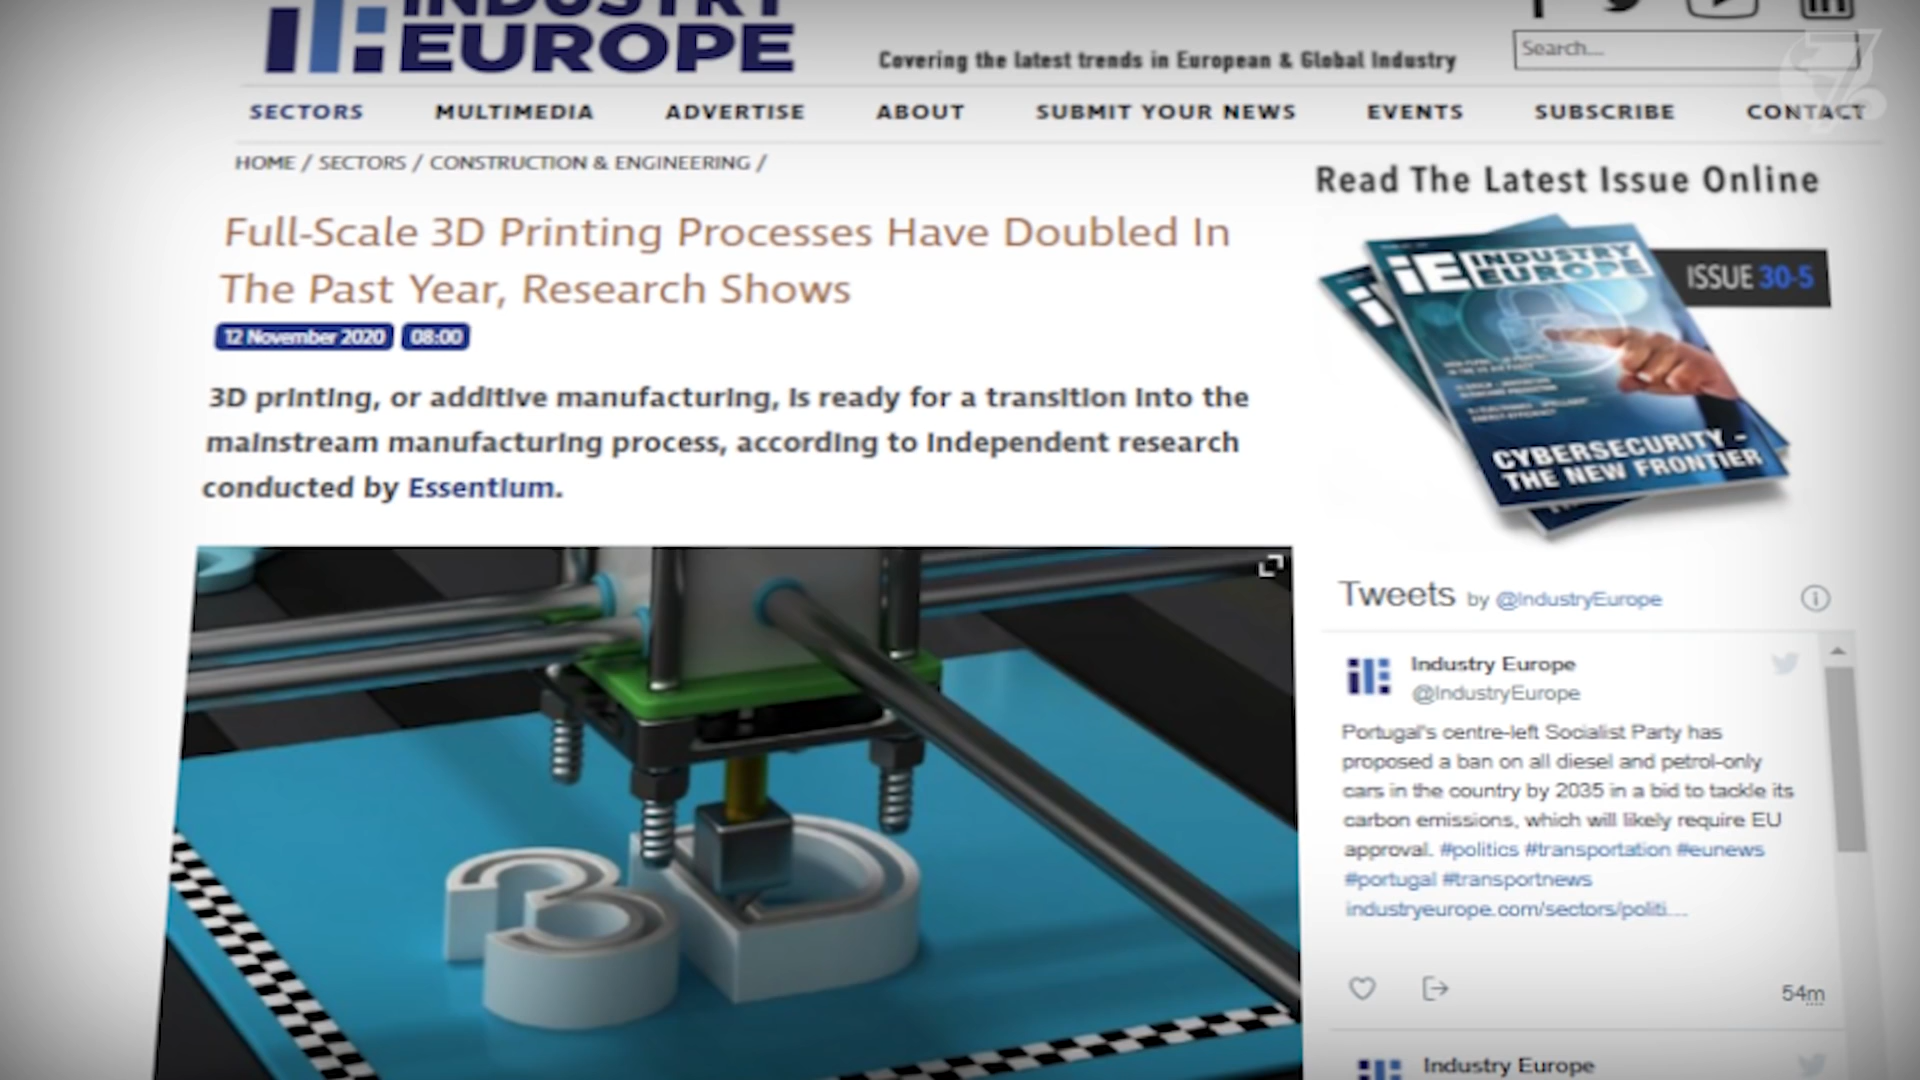 INDUSTRY
EUROPE
Covering the latest trends in European & Global Industry
Search...
SECTORS MULTIMEDIA ADVERTISE ABOUT SUBMIT YOUR NEWS EVENTS SUBSCRIBE CONTACT
HOME / SECTORS / CONSTRUCTION & ENGINEERING /
Full-Scale 3D Printing Processes Have Doubled In
The Past Year, Research Shows
12 November 2020 08:00
3D printing, or additive manufacturing, is ready for a transition into the
mainstream manufacturing process, according to independent research
conducted by Essentium.
3D
Read The Latest Issue Online
iE INDUSTRY
EUROPE
ISSUE 30-5
CYBERSECURITY -
THE NEW FRONTIER
Tweets by @IndustryEurope
Industry Europe
@IndustryEurope
Portugal's centre-left Socialist Party has
proposed a ban on all diesel and petrol-only
cars in the country by 2035 in a bid to tackle its
carbon emissions, which will likely require EU
approval. #politics #transportation #eunews
#portugal #transportnews
industryeurope.com/sectors/politi...
54m
Industry Europe